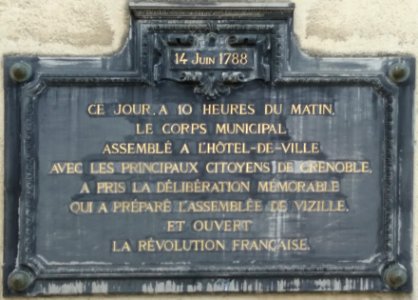 14 Juin 1788
CE JOUR, A 10 HEURES DU MATIN,
LE CORPS MUNICIPAL
ASSEMBLÉ A L'HÔTEL-DE-VILLE
AVEC LES PRINCIPAUX CITOYENS DE GRENOBLE,
A PRIS LA DÉLIBÉRATION MÉMORABLE
QUI A PRÉPARÉ L'ASSEMBLÉE DE VIZILLE,
ET OUVERT
LA RÉVOLUTION FRANÇAISE.